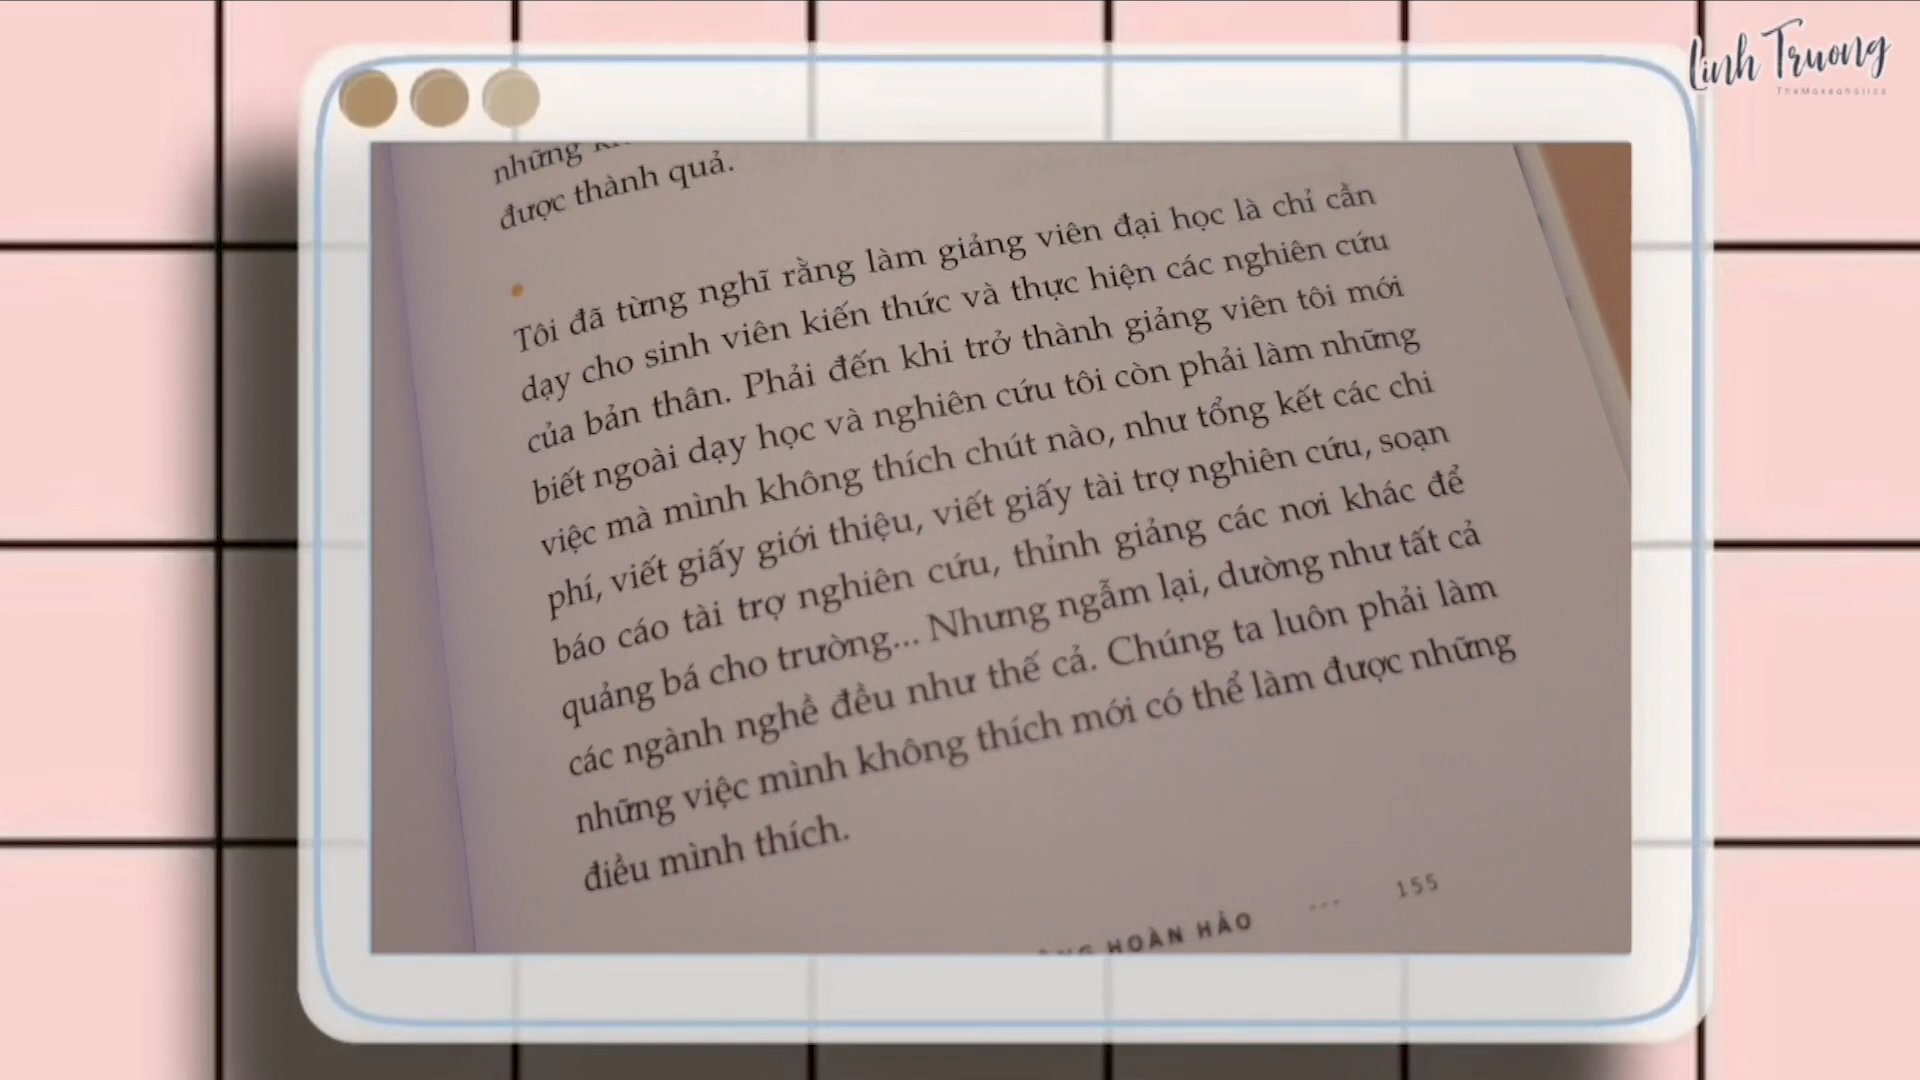 Linh Truong
TheMakeaholics
những
được thành quả.
Tôi đã từng nghĩ rằng làm giảng viên đại học là chỉ cần
dạy cho sinh viên kiến thức và thực hiện các nghiên cứu
của bản thân. Phải đến khi trở thành giảng viên tôi mới
biết ngoài dạy học và nghiên cứu tôi còn phải làm những
việc mà mình không thích chút nào, như tổng kết các chi
phí, viết giấy giới thiệu, viết giấy tài trợ nghiên cứu, soạn
báo cáo tài trợ nghiên cứu, thỉnh giảng các nơi khác để
quảng bá cho trường... Nhưng ngẫm lại, dường như tất cả
các ngành nghề đều như thế cả. Chúng ta luôn phải làm
những việc mình không thích mới có thể làm được những
điều mình thích.
HOÀN HẢO ... 155